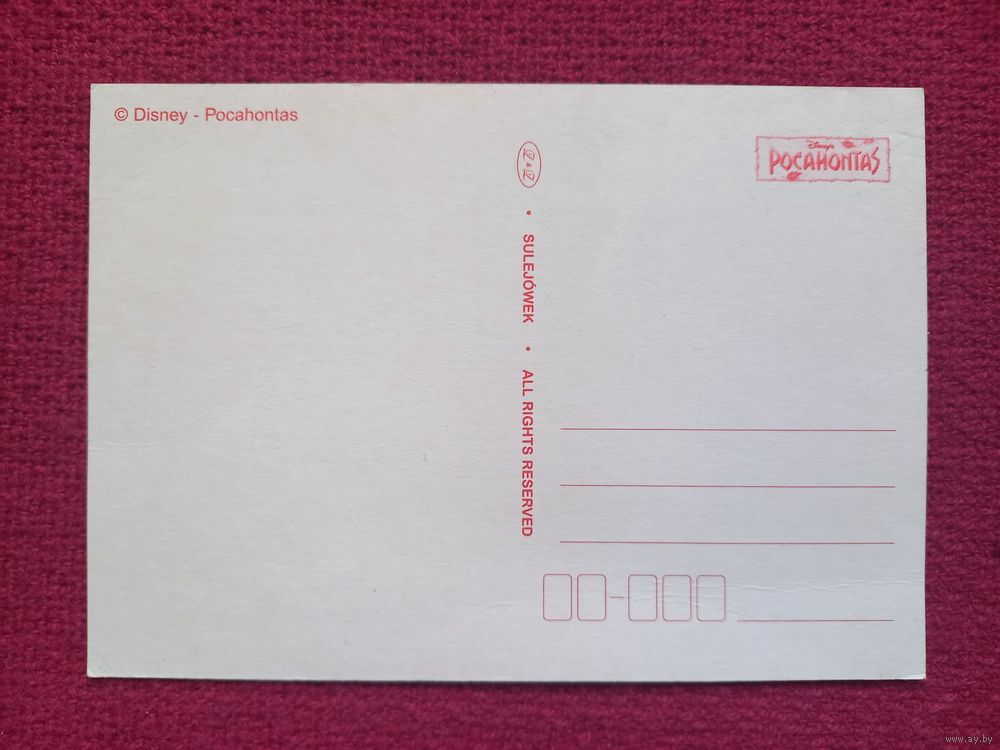 © Disney - Pocahontas
Disney's
POCAHONTAS
• SULEJÓWEK • ALL RIGHTS RESERVED
www.ay.by